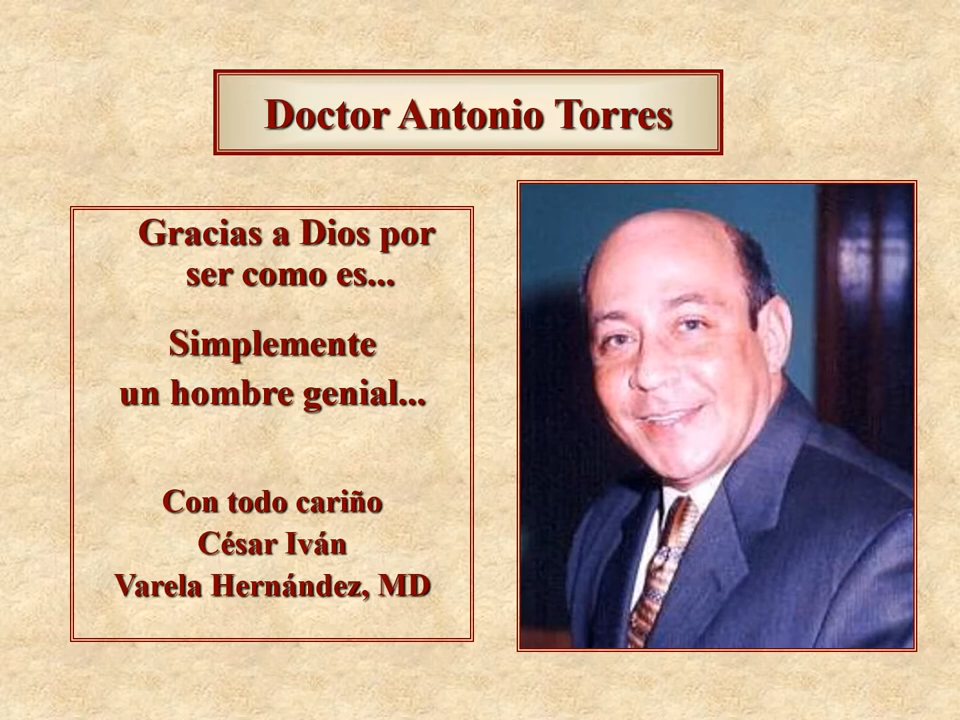 Doctor Antonio Torres
Gracias a Dios por
ser como es...
Simplemente
un hombre genial...
Con todo cariño
César Iván
Varela Hernández, MD